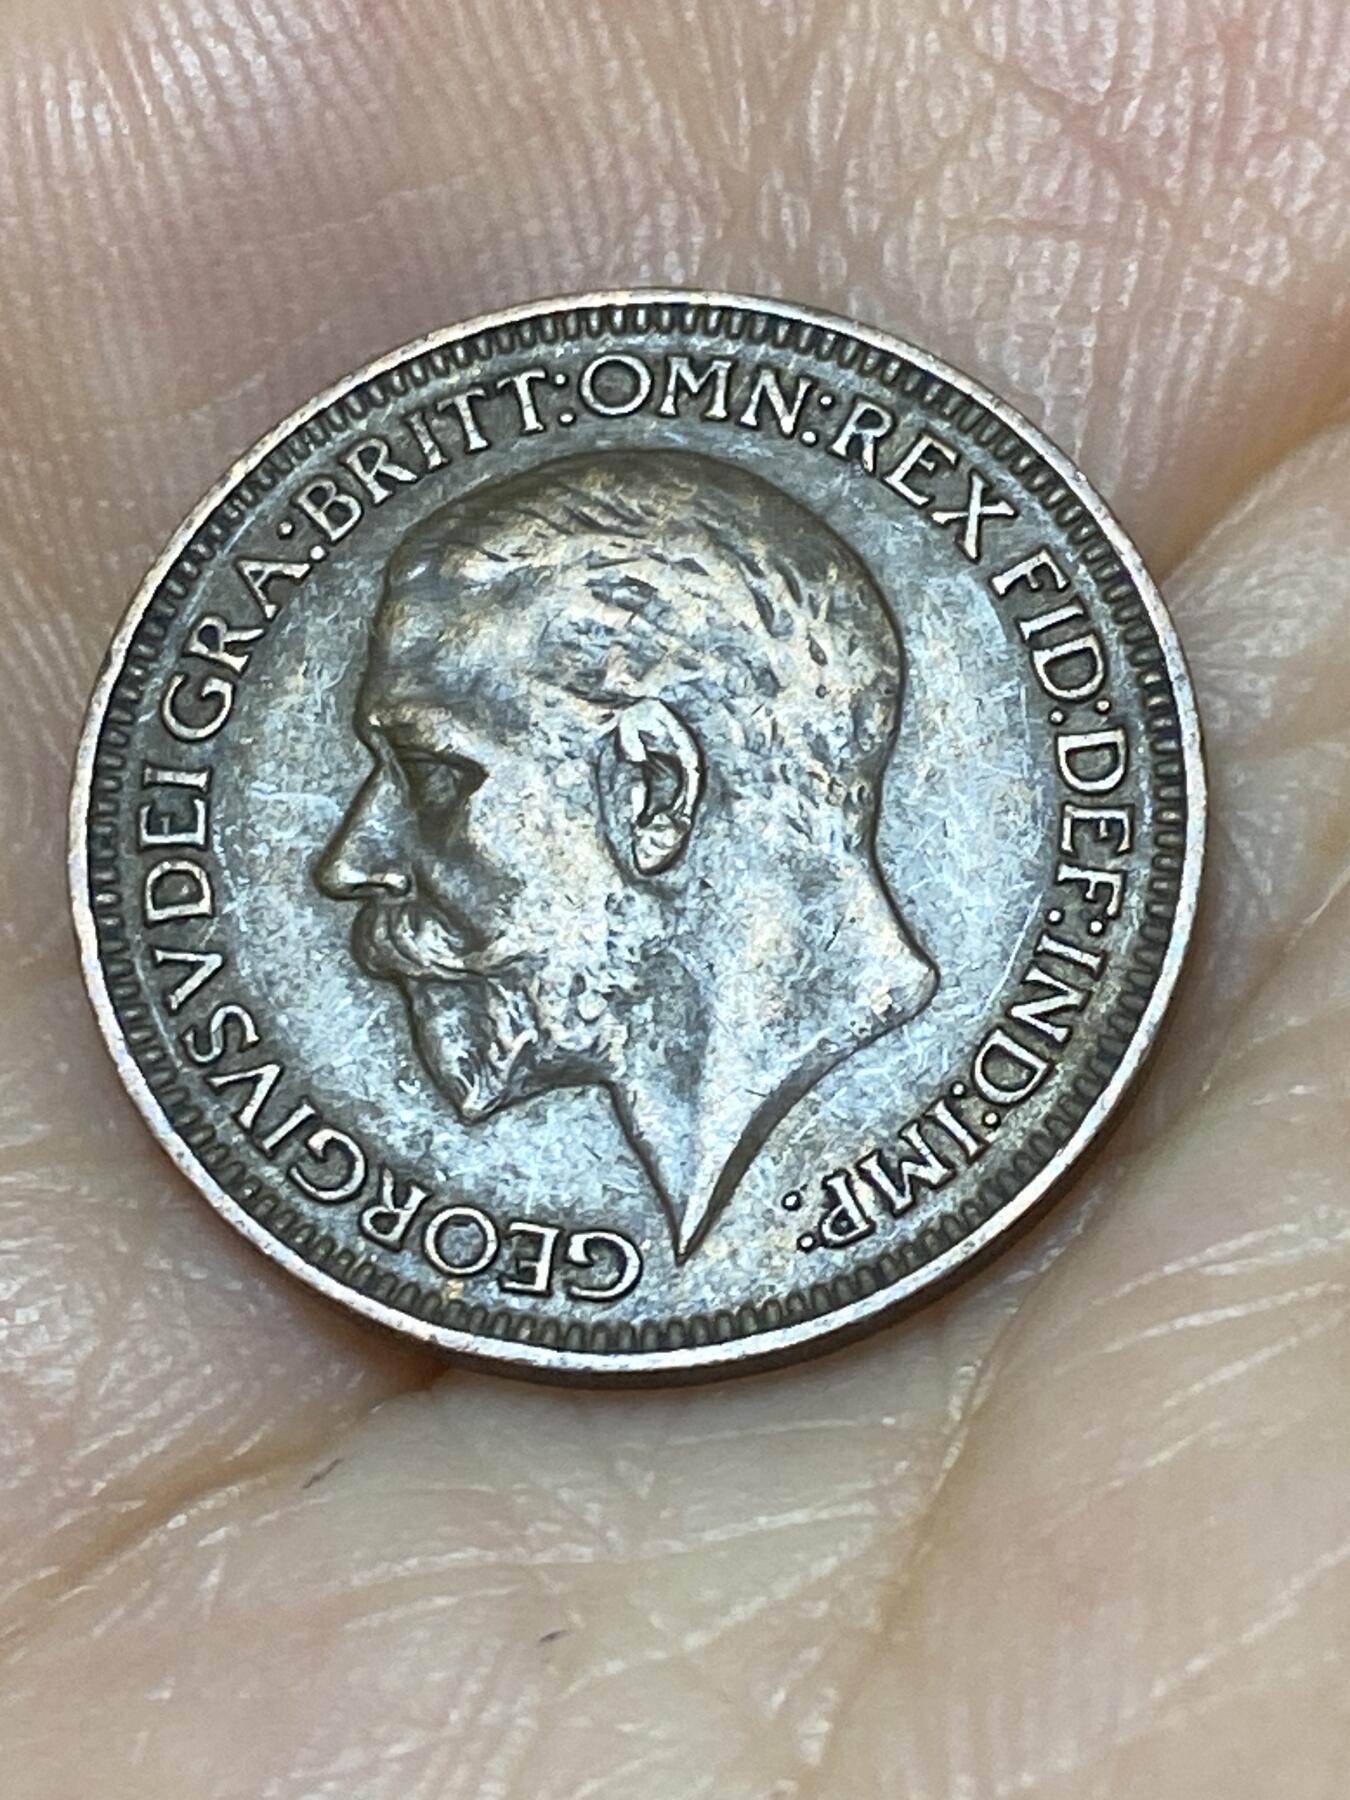 GEORGIVS V DEI GRA: BRITT: OMN: REX FID: DEF: IND: IMP: